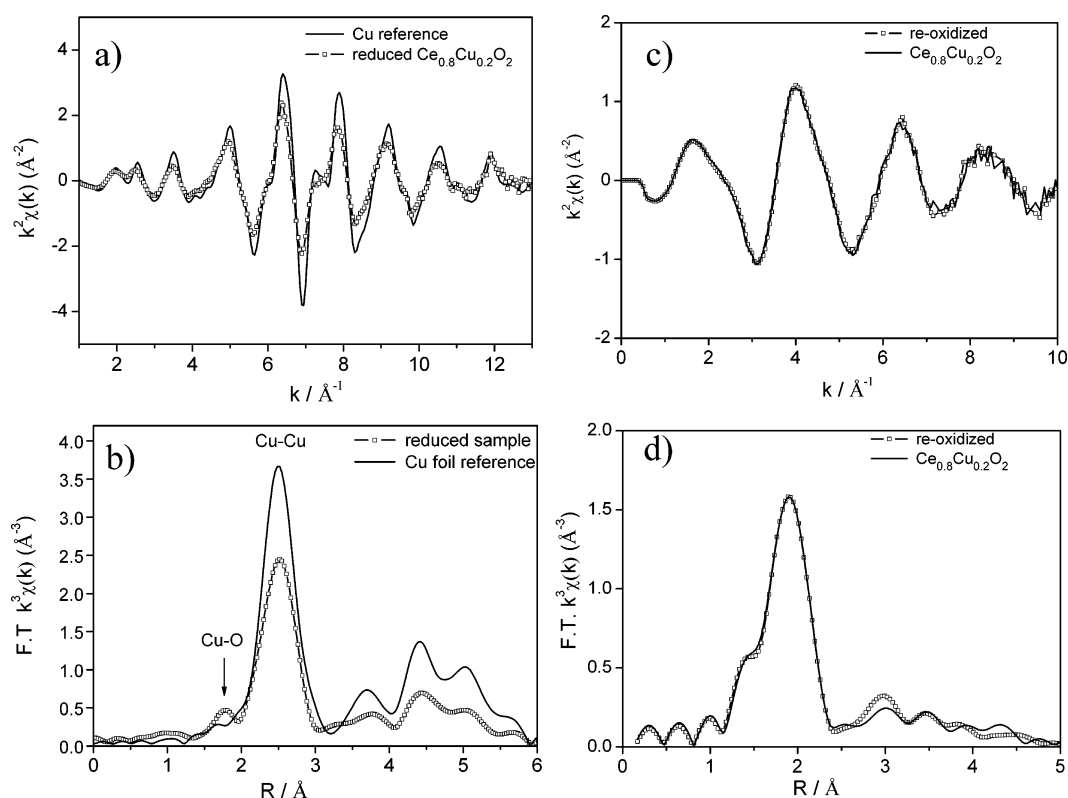 a)
Cu reference
reduced Ce0.8Cu0.2O2
k²χ(k) (Å⁻²)
4
2
0
-2
-4
2 4 6 8 10 12
k / Å⁻¹
c)
re-oxidized
Ce0.8Cu0.2O2
k²χ(k) (Å⁻²)
2
1
0
-1
-2
0 2 4 6 8 10
k / Å⁻¹
b)
Cu-Cu
reduced sample
Cu foil reference
Cu-O
F.T k³χ(k) (Å⁻³)
4.0
3.5
3.0
2.5
2.0
1.5
1.0
0.5
0.0
0 1 2 3 4 5 6
R / Å
d)
re-oxidized
Ce0.8Cu0.2O2
F.T. k³χ(k) (Å⁻³)
2.0
1.5
1.0
0.5
0.0
0 1 2 3 4 5
R / Å